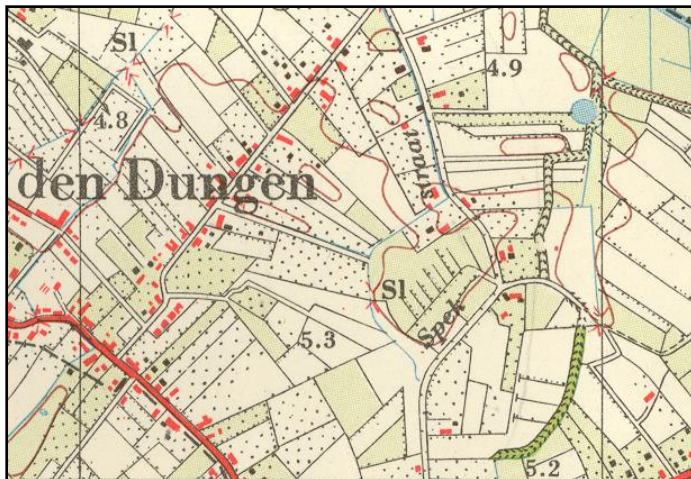 Sl
4.9
4.8
den Dungen
straat
Sl
Spek
5.3
5.2